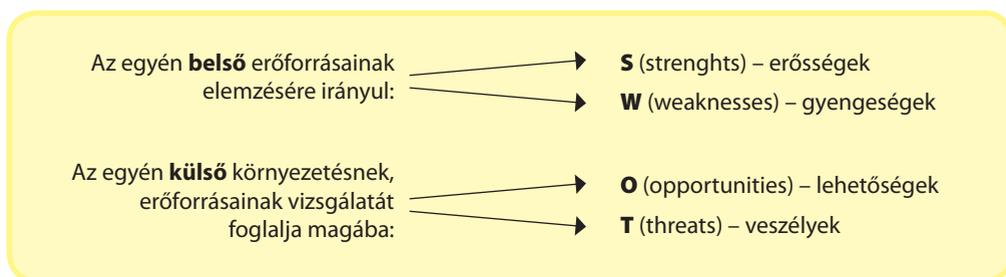 Az egyén belső erőforrásainak
elemzésére irányul:
S (strenghts) – erősségek
W (weaknesses) – gyengeségek
Az egyén külső környezetésnek,
erőforrásainak vizsgálatát
foglalja magába:
O (opportunities) – lehetőségek
T (threats) – veszélyek